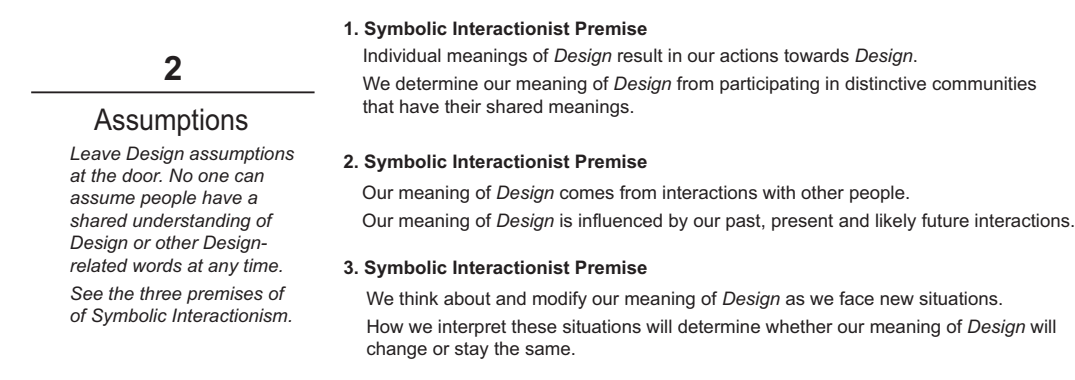 2
Assumptions
Leave Design assumptions
at the door. No one can
assume people have a
shared understanding of
Design or other Design-
related words at any time.
See the three premises of
of Symbolic Interactionism.
1. Symbolic Interactionist Premise
Individual meanings of Design result in our actions towards Design.
We determine our meaning of Design from participating in distinctive communities
that have their shared meanings.
2. Symbolic Interactionist Premise
Our meaning of Design comes from interactions with other people.
Our meaning of Design is influenced by our past, present and likely future interactions.
3. Symbolic Interactionist Premise
We think about and modify our meaning of Design as we face new situations.
How we interpret these situations will determine whether our meaning of Design will
change or stay the same.